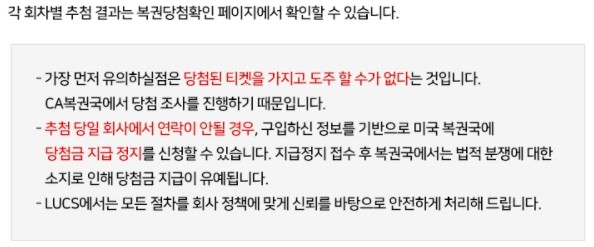 각 회차별 추첨 결과는 복권당첨확인 페이지에서 확인할 수 있습니다.
- 가장 먼저 유의하실점은 당첨된 티켓을 가지고 도주 할 수가 없다는 것입니다.
CA복권국에서 당첨 조사를 진행하기 때문입니다.
- 추첨 당일 회사에서 연락이 안될 경우, 구입하신 정보를 기반으로 미국 복권국에
당첨금 지급 정지를 신청할 수 있습니다. 지급정지 접수 후 복권국에서는 법적 분쟁에 대한
소지로 인해 당첨금 지급이 유예됩니다.
- LUCS에서는 모든 절차를 회사 정책에 맞게 신뢰를 바탕으로 안전하게 처리해 드립니다.